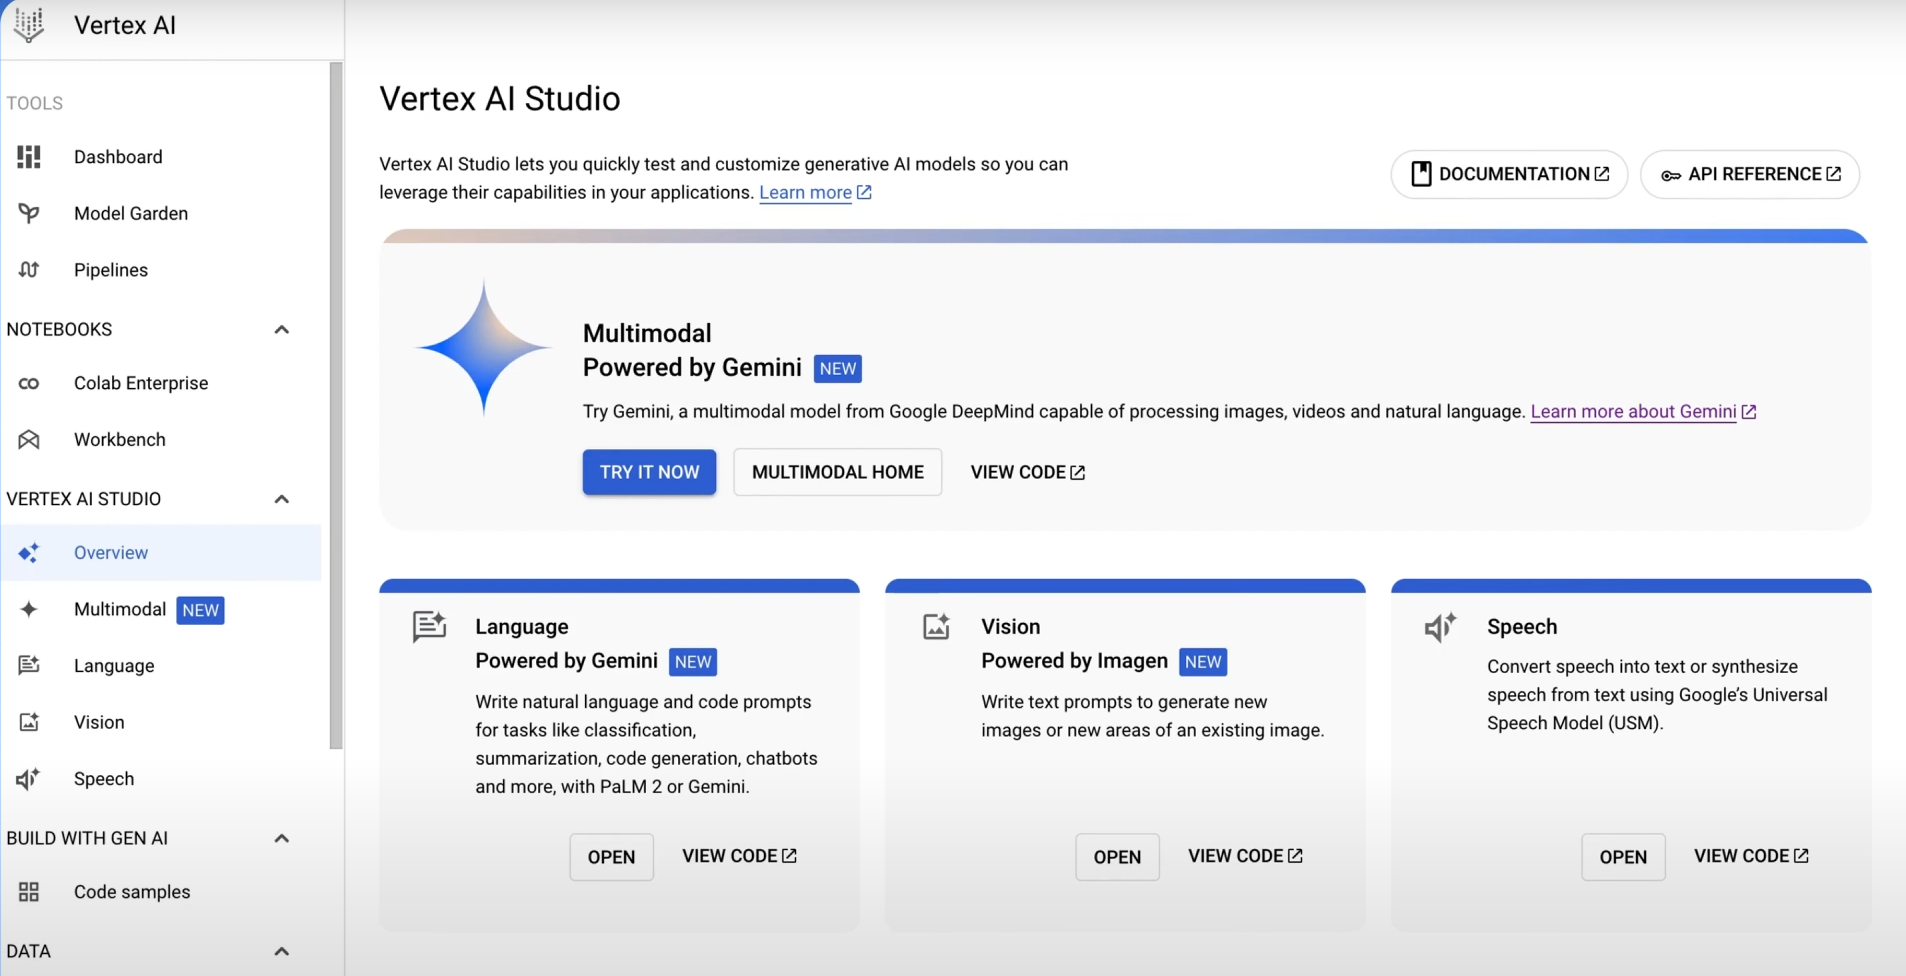 Vertex AI
TOOLS
Dashboard
Model Garden
Pipelines
NOTEBOOKS
Colab Enterprise
Workbench
VERTEX AI STUDIO
Overview
Multimodal NEW
Language
Vision
Speech
BUILD WITH GEN AI
Code samples
DATA
Vertex AI Studio
Vertex AI Studio lets you quickly test and customize generative AI models so you can
leverage their capabilities in your applications. Learn more
DOCUMENTATION
API REFERENCE
Multimodal
Powered by Gemini NEW
Try Gemini, a multimodal model from Google DeepMind capable of processing images, videos and natural language. Learn more about Gemini
TRY IT NOW
MULTIMODAL HOME
VIEW CODE
Language
Powered by Gemini NEW
Write natural language and code prompts
for tasks like classification,
summarization, code generation, chatbots
and more, with PaLM 2 or Gemini.
OPEN
VIEW CODE
Vision
Powered by Imagen NEW
Write text prompts to generate new
images or new areas of an existing image.
OPEN
VIEW CODE
Speech
Convert speech into text or synthesize
speech from text using Google’s Universal
Speech Model (USM).
OPEN
VIEW CODE